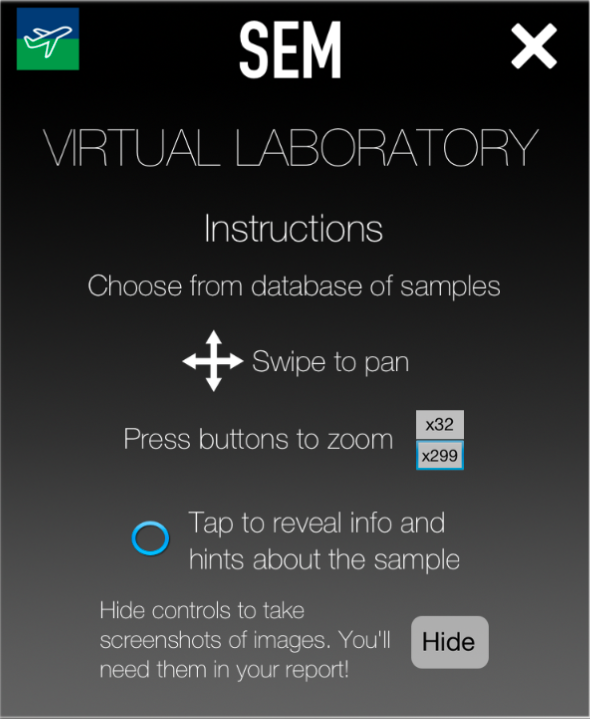 SEM
VIRTUAL LABORATORY
Instructions
Choose from database of samples
Swipe to pan
Press buttons to zoom
x32
x299
Tap to reveal info and
hints about the sample
Hide controls to take
screenshots of images. You'll
need them in your report!
Hide